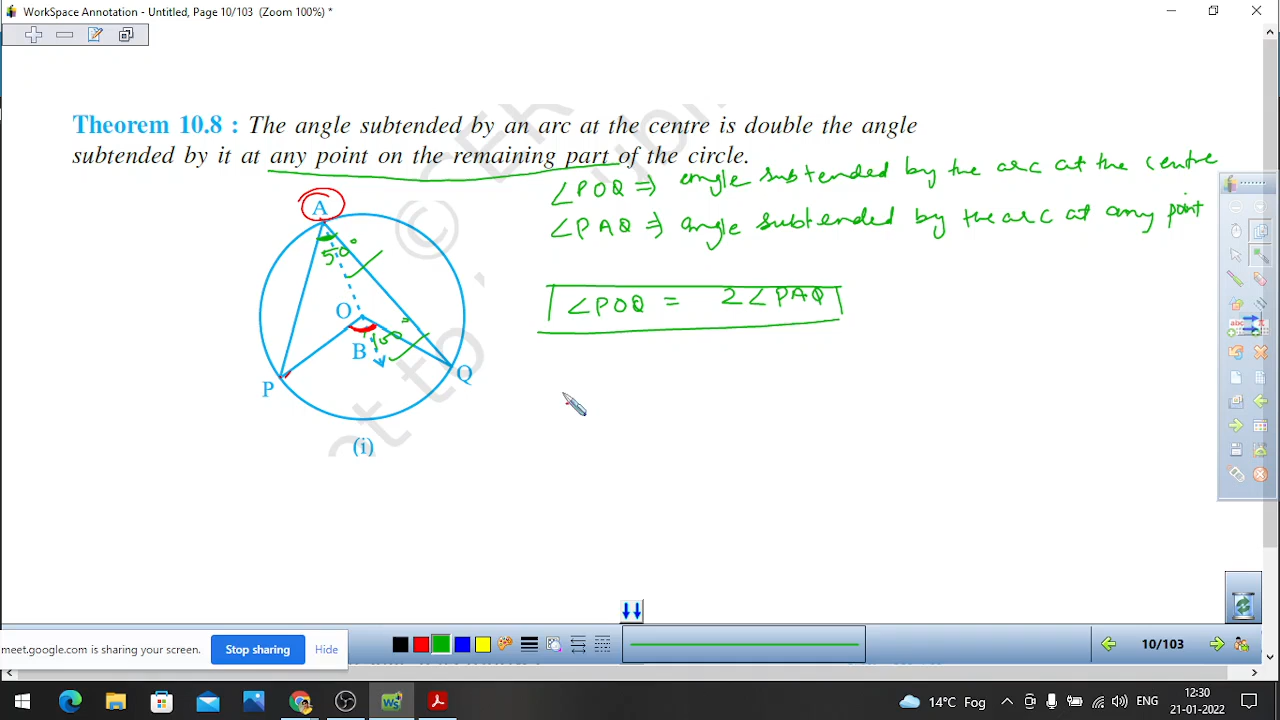 WorkSpace Annotation - Untitled, Page 10/103 (Zoom 100%) *
Theorem 10.8 : The angle subtended by an arc at the centre is double the angle
subtended by it at any point on the remaining part of the circle.
∠POQ ⇒ angle subtended by the arc at the centre
∠PAQ ⇒ angle subtended by the arc at any point
A
50°
∠POQ = 2∠PAQ
O
100°
B
P
Q
(i)
meet.google.com is sharing your screen.
Stop sharing
Hide
10/103
14°C Fog
ENG
12:30
21-01-2022